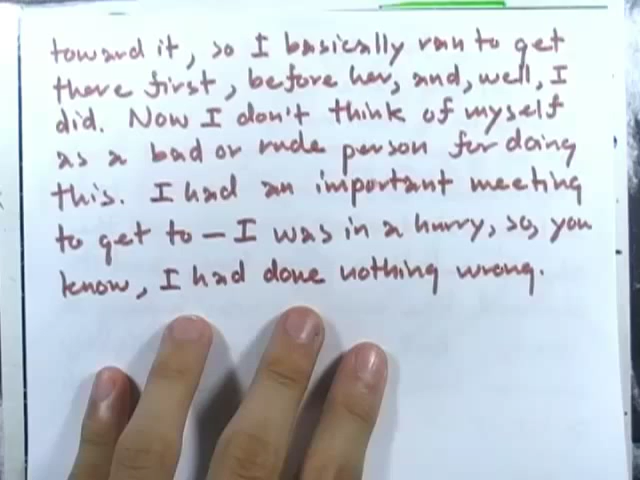 toward it, so I basically ran to get
there first, before her, and, well, I
did. Now I don't think of myself
as a bad or rude person for doing
this. I had an important meeting
to get to – I was in a hurry, so, you
know, I had done nothing wrong.